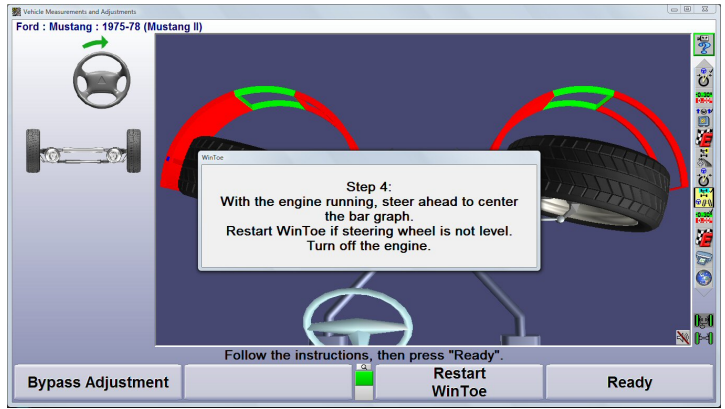 Vehicle Measurements and Adjustments
Ford : Mustang : 1975-78 (Mustang II)
WinToe
Step 4:
With the engine running, steer ahead to center
the bar graph.
Restart WinToe if steering wheel is not level.
Turn off the engine.
Follow the instructions, then press "Ready".
Bypass Adjustment
Restart
WinToe
Ready